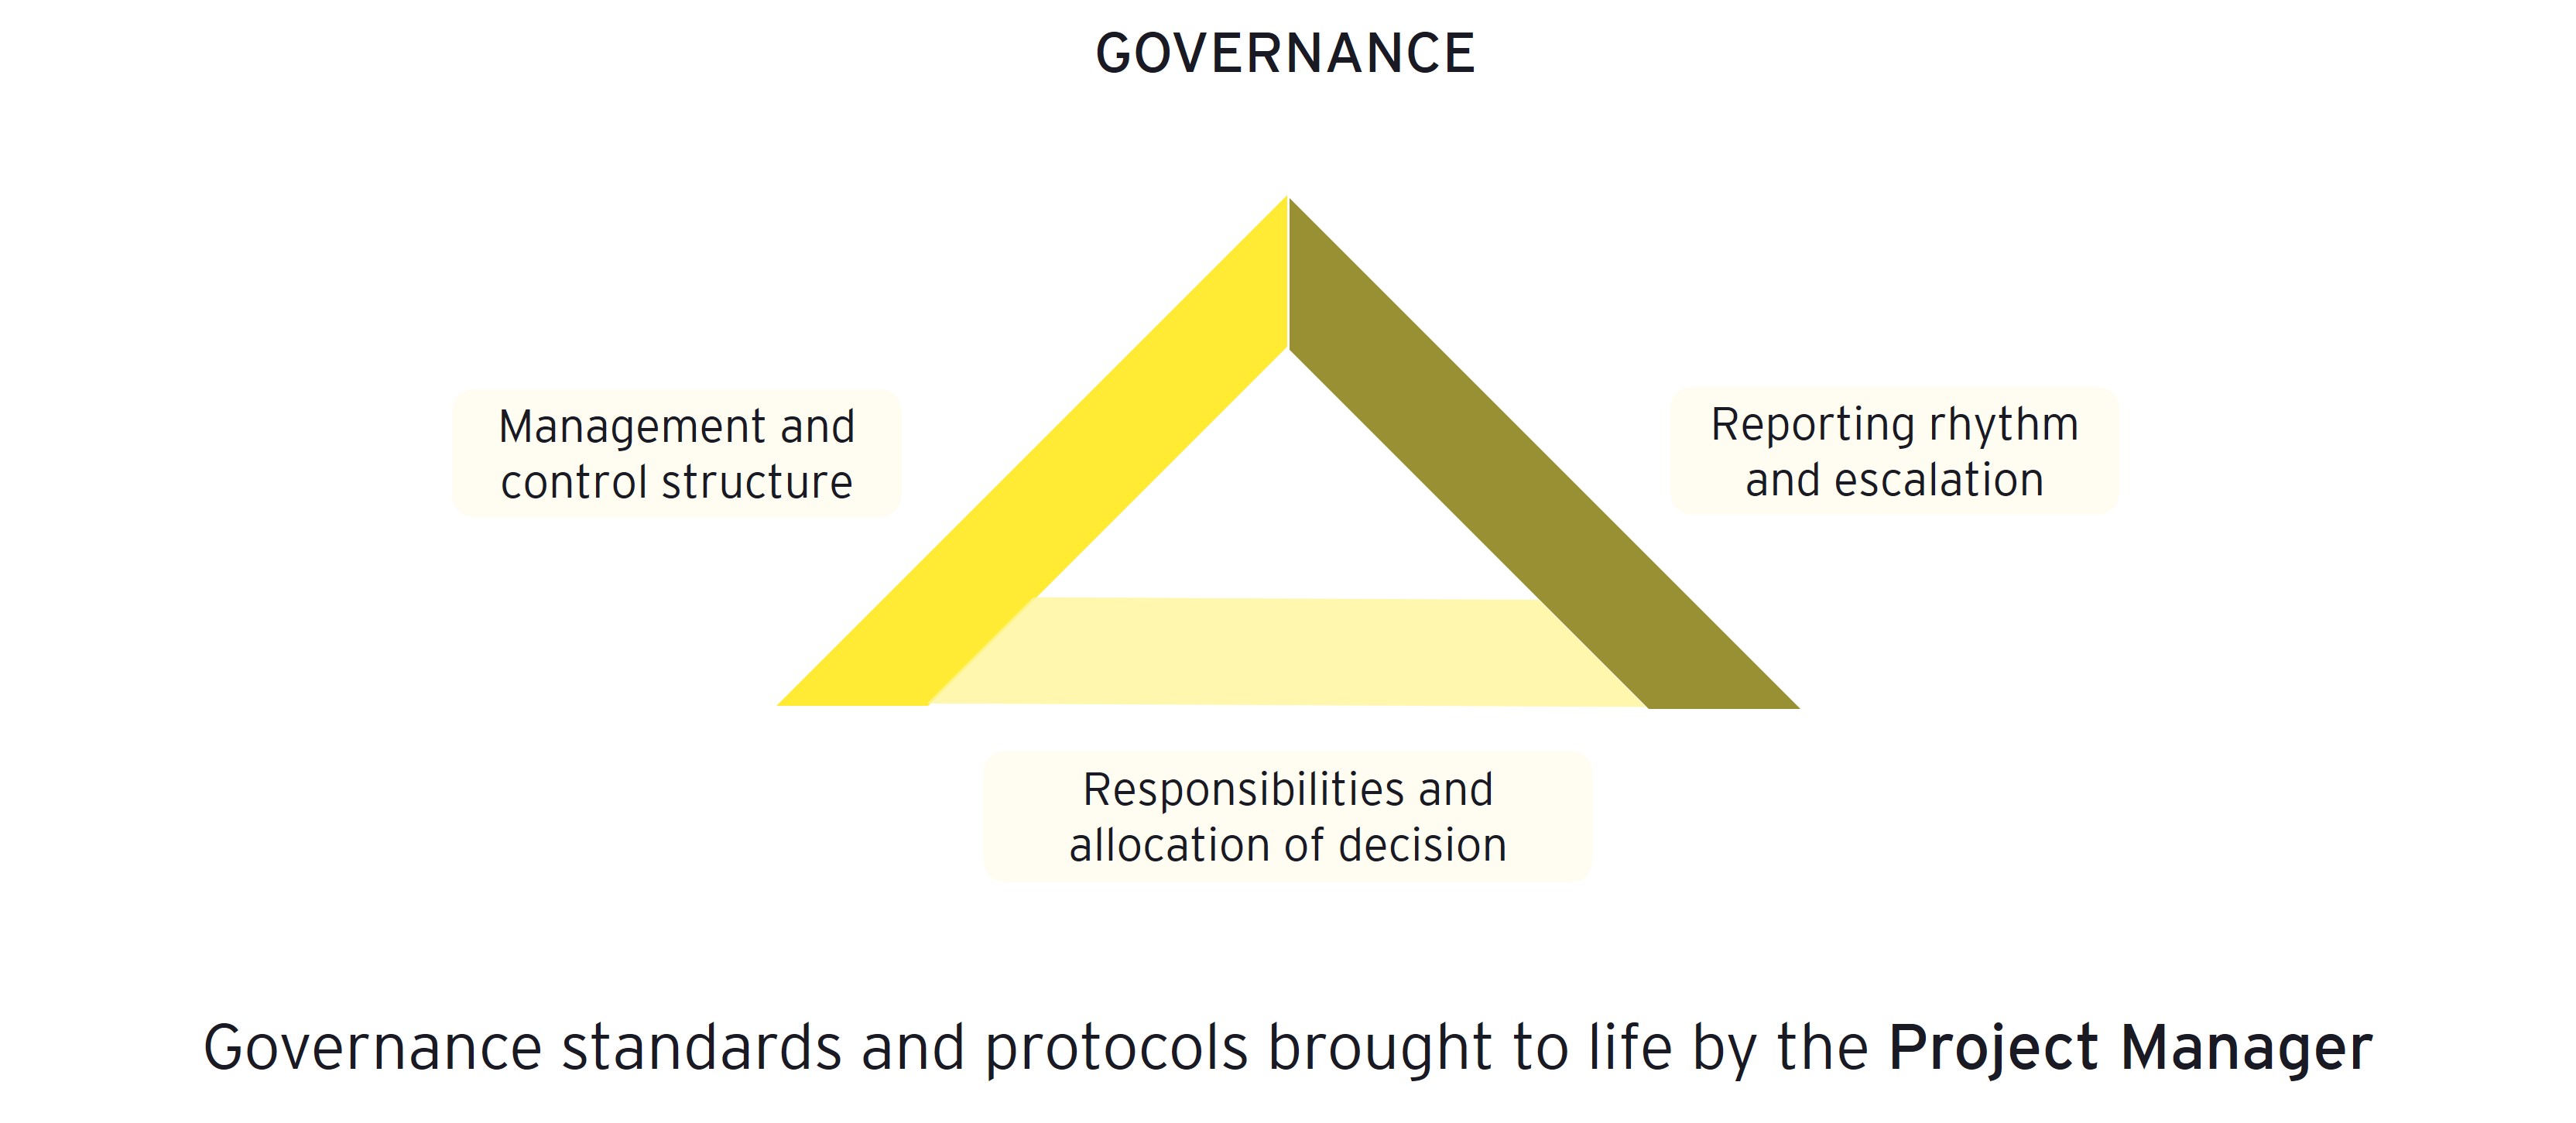 GOVERNANCE
Management and
control structure
Reporting rhythm
and escalation
Responsibilities and
allocation of decision
Governance standards and protocols brought to life by the Project Manager